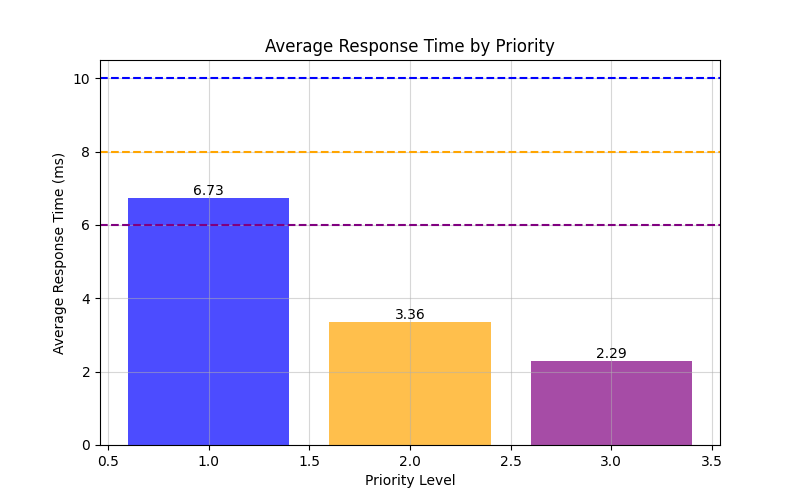 Average Response Time by Priority
Average Response Time (ms)
10
8
6
4
2
0
6.73
3.36
2.29
0.5 1.0 1.5 2.0 2.5 3.0 3.5
Priority Level